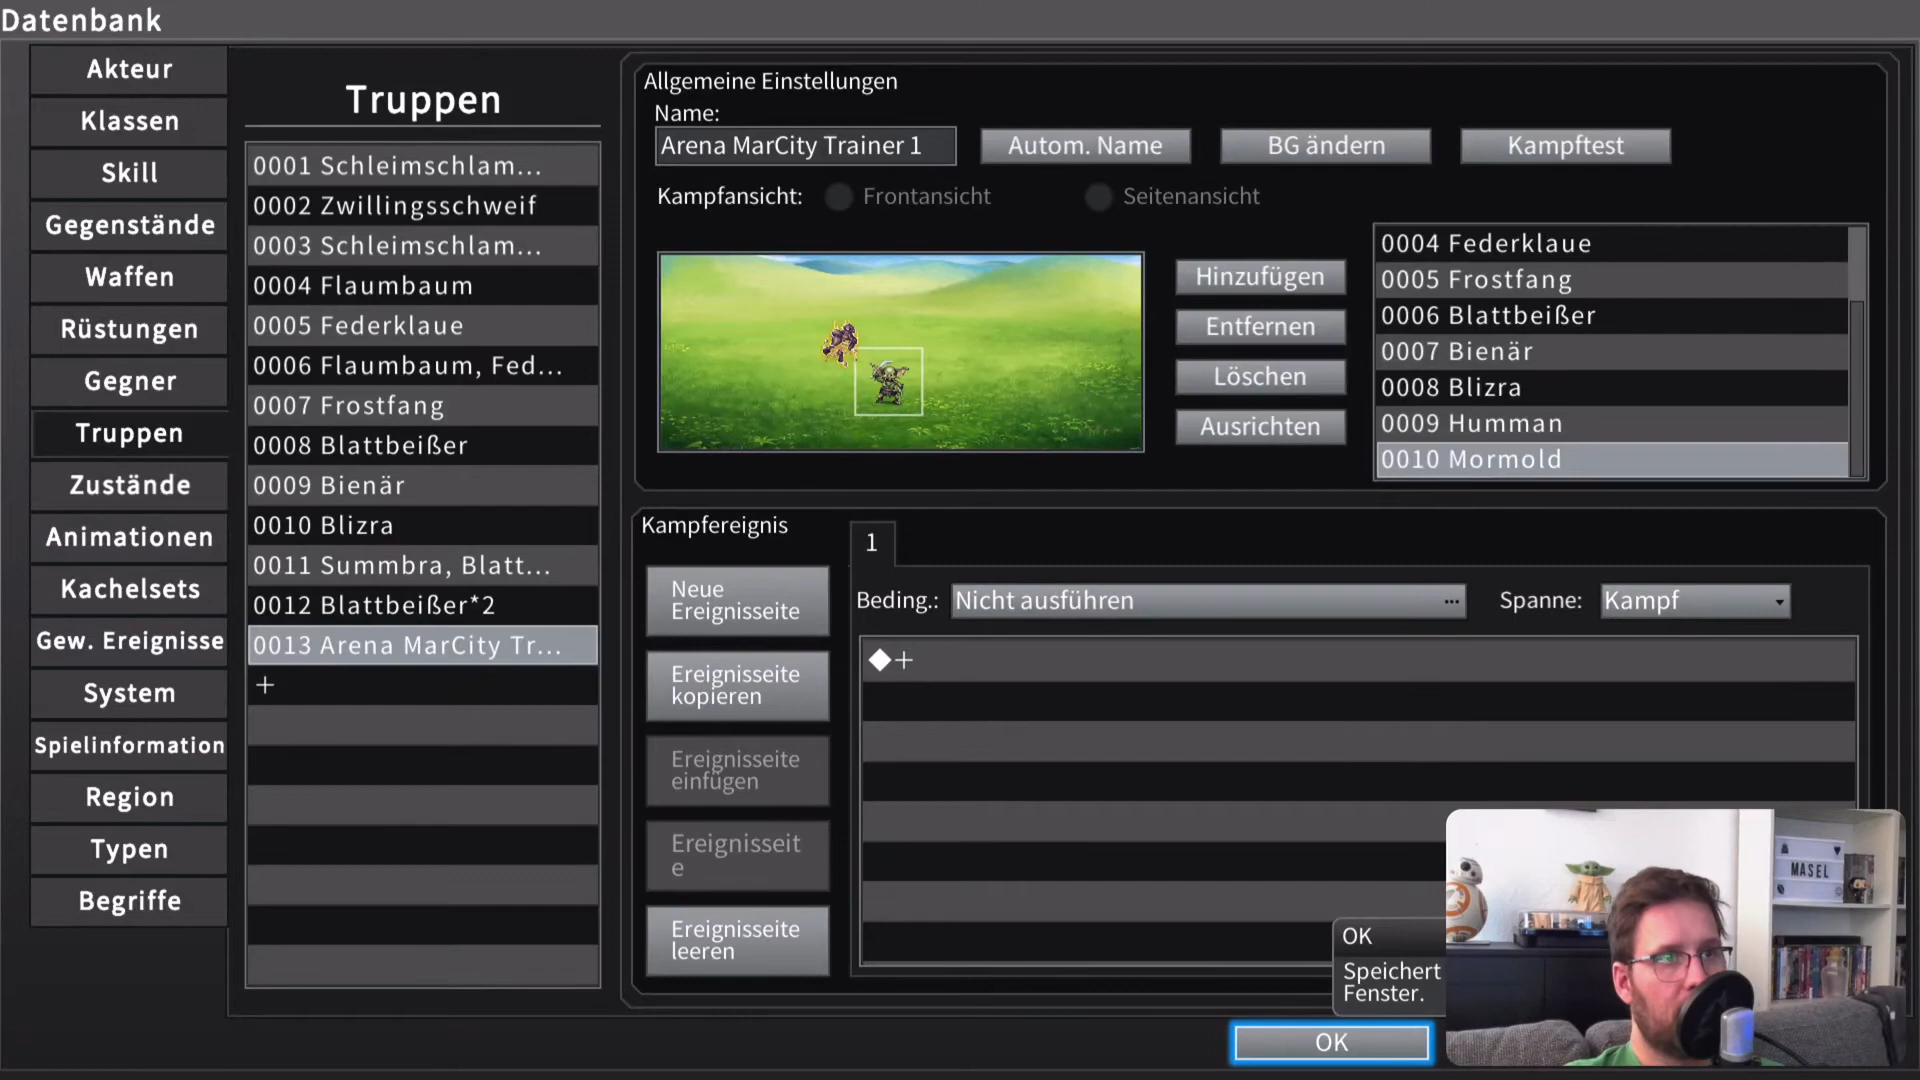 Datenbank
Akteur
Klassen
Skill
Gegenstände
Waffen
Rüstungen
Gegner
Truppen
Zustände
Animationen
Kachelsets
Gew. Ereignisse
System
Spielinformation
Region
Typen
Begriffe
Truppen
0001 Schleimschlam...
0002 Zwillingsschweif
0003 Schleimschlam...
0004 Flaumbaum
0005 Federklaue
0006 Flaumbaum, Fed...
0007 Frostfang
0008 Blattbeißer
0009 Bienär
0010 Blizra
0011 Summbra, Blatt...
0012 Blattbeißer*2
0013 Arena MarCity Tr...
+
Allgemeine Einstellungen
Name:
Arena MarCity Trainer 1
Autom. Name
BG ändern
Kampftest
Kampfansicht:
Frontansicht
Seitenansicht
Hinzufügen
Entfernen
Löschen
Ausrichten
0004 Federklaue
0005 Frostfang
0006 Blattbeißer
0007 Bienär
0008 Blizra
0009 Humman
0010 Mormold
Kampfereignis
1
Neue
Ereignisseite
Ereignisseite
kopieren
Ereignisseite
einfügen
Ereignisseit
e
Ereignisseite
leeren
Beding.:
Nicht ausführen
...
Spanne:
Kampf
◆+
OK
Speichert
Fenster.
OK
MASEL